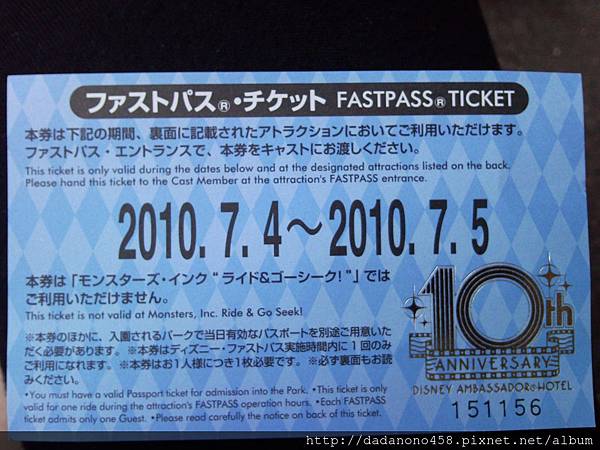 ファストパス®・チケット FASTPASS® TICKET
本券は下記の期間、裏面に記載されたアトラクションにおいてご利用いただけます。
ファストパス・エントランスで、本券をキャストにお渡しください。
This ticket is only valid during the dates below and at the designated attractions listed on the back.
Please hand this ticket to the Cast Member at the attraction's FASTPASS entrance.
2010. 7. 4～2010. 7. 5
本券は「モンスターズ・インク“ライド&ゴーシーク!”」では
ご利用いただけません。
This ticket is not valid at Monsters, Inc. Ride & Go Seek!
※本券のほかに、入園されるパークで当日有効なパスポートを別途ご用意いた
だく必要があります。※本券はディズニー・ファストパス実施時間内に1回のみ
ご利用になれます。※本券はお1人様につき1枚必要です。※必ず裏面もお読
みください。
•You must have a valid Passport ticket for admission into the Park. •This ticket is only
valid for one ride during the attraction's FASTPASS operation hours. •Each FASTPASS
ticket admits only one Guest. •Please read carefully the notice on back of this ticket.
10th
ANNIVERSARY
DISNEY AMBASSADOR® HOTEL
151156
http://dadanono458.pixnet.net/album